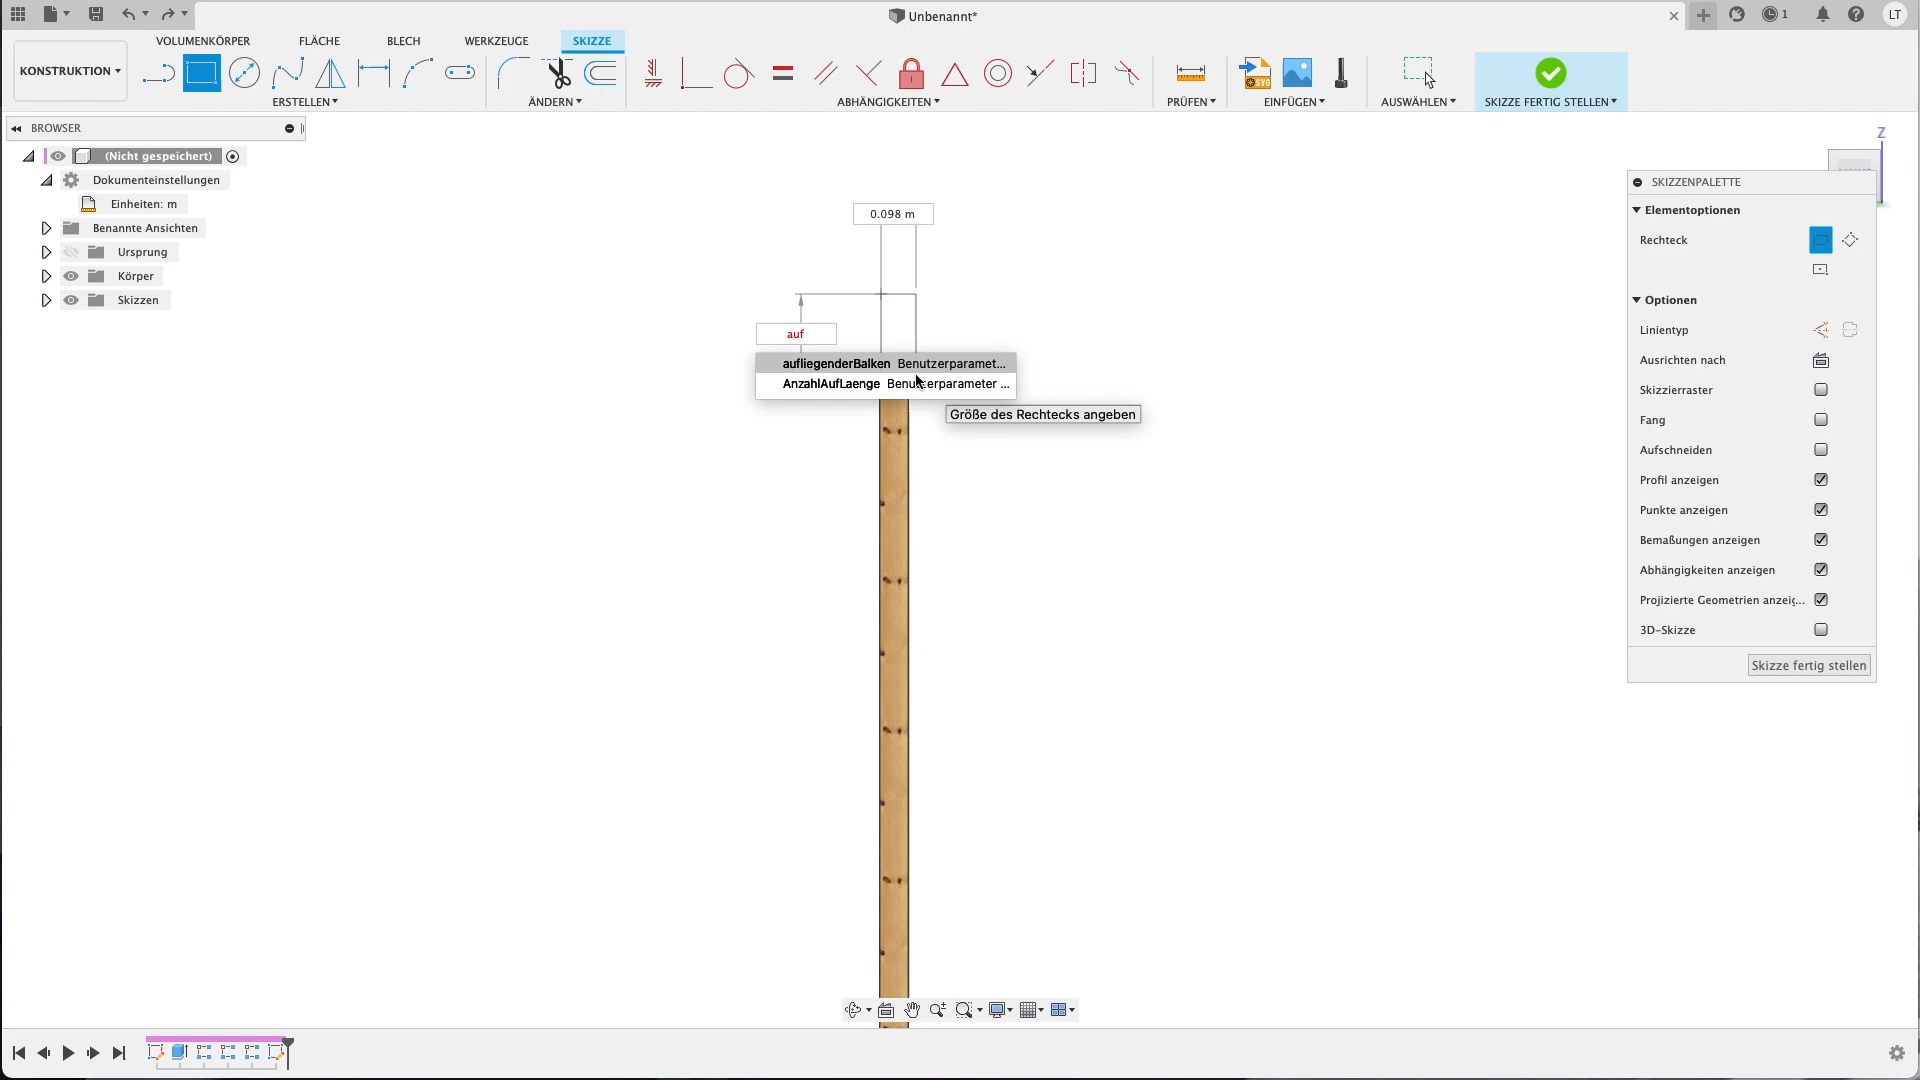 Unbenannt*
1
LT
KONSTRUKTION
VOLUMENKÖRPER
FLÄCHE
BLECH
WERKZEUGE
SKIZZE
ERSTELLEN
ÄNDERN
ABHÄNGIGKEITEN
PRÜFEN
EINFÜGEN
AUSWÄHLEN
SKIZZE FERTIG STELLEN
BROWSER
(Nicht gespeichert)
Dokumenteinstellungen
Einheiten: m
Benannte Ansichten
Ursprung
Körper
Skizzen
0.098 m
auf
aufliegenderBalken Benutzerparamet...
AnzahlAufLaenge Benutzerparameter ...
Größe des Rechtecks angeben
Z
SKIZZENPALETTE
Elementoptionen
Rechteck
Optionen
Linientyp
Ausrichten nach
Skizzierraster
Fang
Aufschneiden
Profil anzeigen
Punkte anzeigen
Bemaßungen anzeigen
Abhängigkeiten anzeigen
Projizierte Geometrien anzeig...
3D-Skizze
Skizze fertig stellen